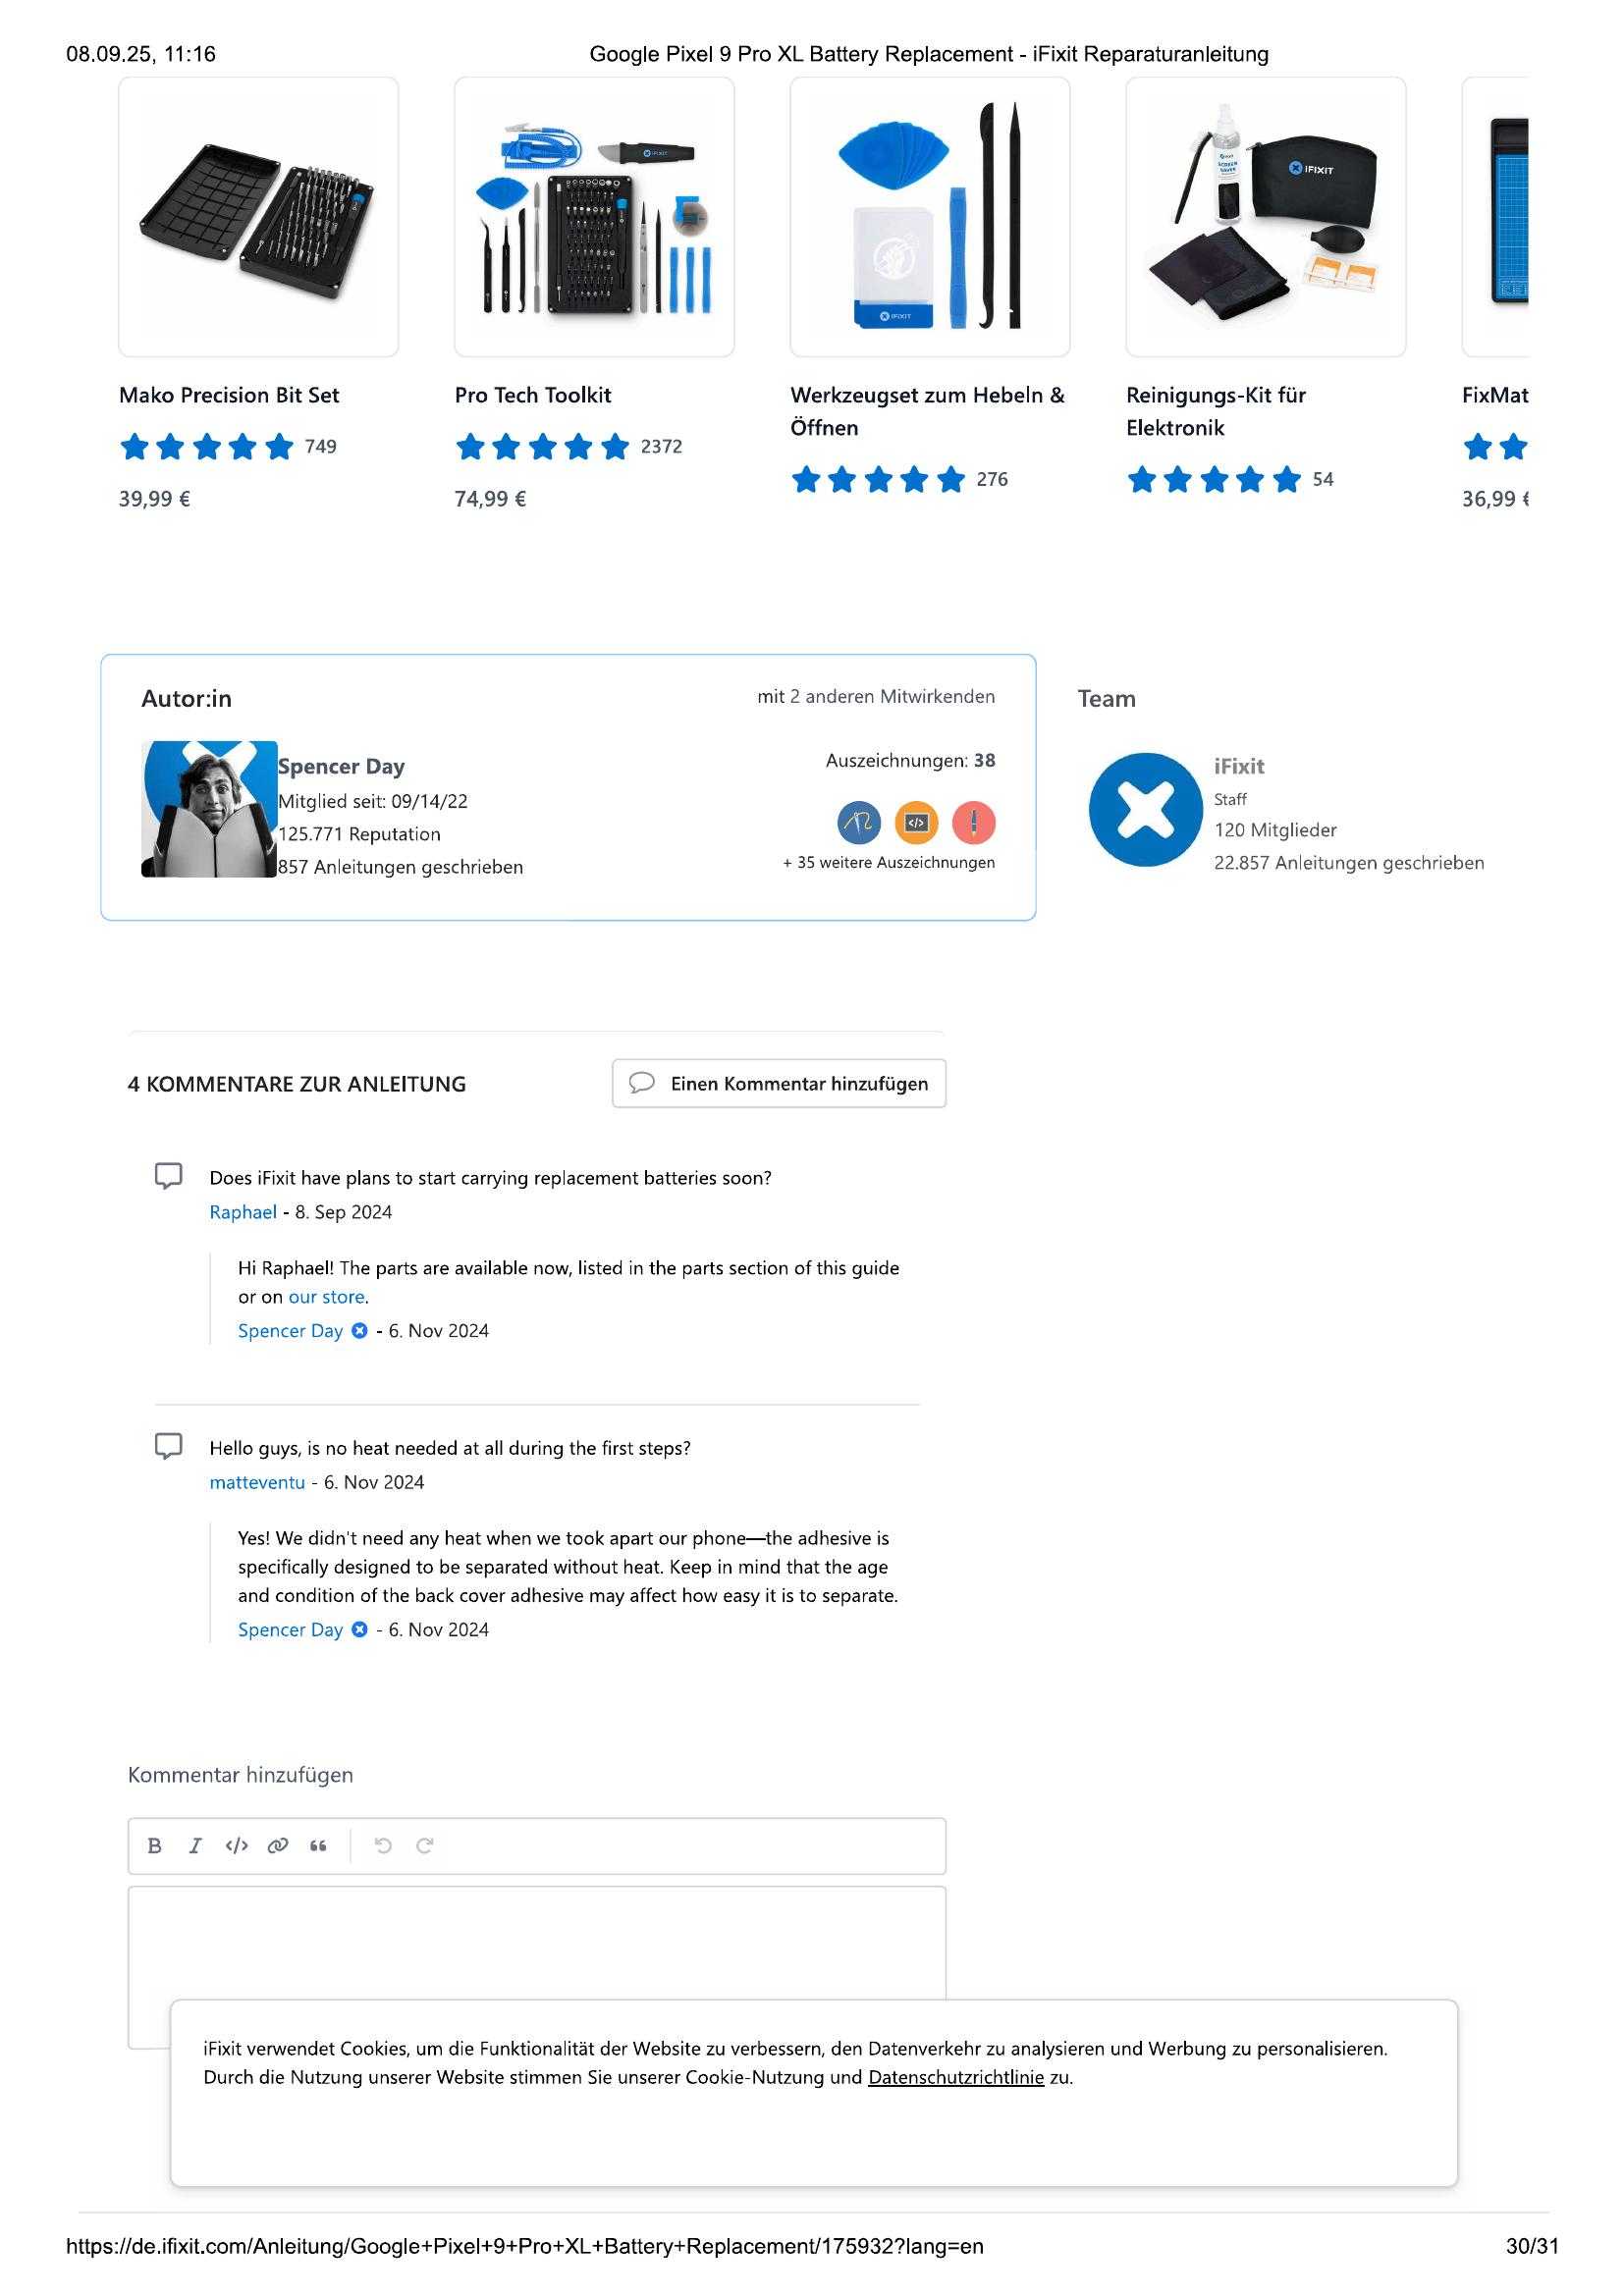 08.09.25, 11:16
Google Pixel 9 Pro XL Battery Replacement - iFixit Reparaturanleitung
IFIXIT
IFIXIT
SCREEN
IFIXIT
Mako Precision Bit Set
749
39,99 €
Pro Tech Toolkit
2372
74,99 €
Werkzeugset zum Hebeln &
Öffnen
276
Reinigungs-Kit für
Elektronik
54
FixMat
36,99 €
Autor:in
mit 2 anderen Mitwirkenden
Spencer Day
Mitglied seit: 09/14/22
125.771 Reputation
857 Anleitungen geschrieben
Auszeichnungen: 38
</>
+ 35 weitere Auszeichnungen
Team
iFixit
Staff
120 Mitglieder
22.857 Anleitungen geschrieben
4 KOMMENTARE ZUR ANLEITUNG
Einen Kommentar hinzufügen
Does iFixit have plans to start carrying replacement batteries soon?
Raphael - 8. Sep 2024
Hi Raphael! The parts are available now, listed in the parts section of this guide
or on our store.
Spencer Day - 6. Nov 2024
Hello guys, is no heat needed at all during the first steps?
matteventu - 6. Nov 2024
Yes! We didn't need any heat when we took apart our phone—the adhesive is
specifically designed to be separated without heat. Keep in mind that the age
and condition of the back cover adhesive may affect how easy it is to separate.
Spencer Day - 6. Nov 2024
Kommentar hinzufügen
B I </> “
iFixit verwendet Cookies, um die Funktionalität der Website zu verbessern, den Datenverkehr zu analysieren und Werbung zu personalisieren.
Durch die Nutzung unserer Website stimmen Sie unserer Cookie-Nutzung und Datenschutzrichtlinie zu.
https://de.ifixit.com/Anleitung/Google+Pixel+9+Pro+XL+Battery+Replacement/175932?lang=en
30/31